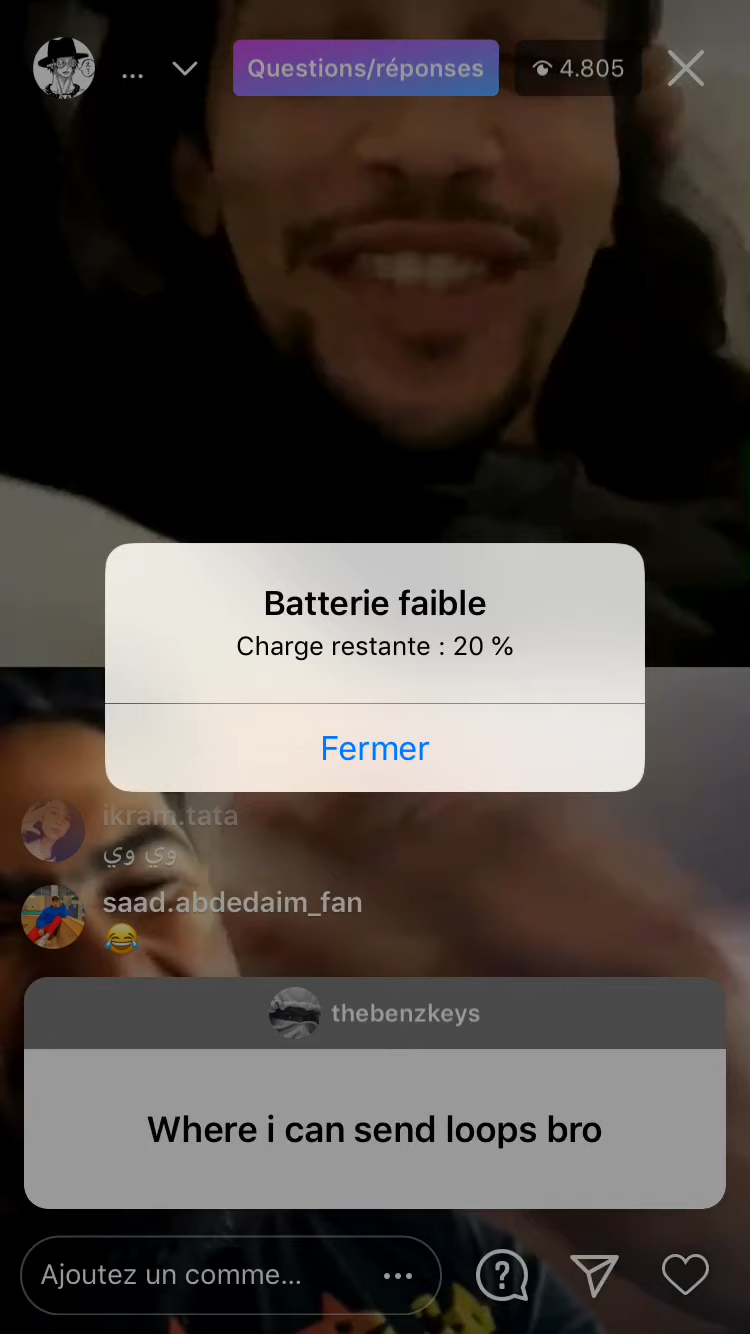 ...
Questions/réponses
4.805
Batterie faible
Charge restante : 20 %
Fermer
ikram.tata
وي وي
saad.abdedaim_fan
😂
thebenzkeys
Where i can send loops bro
Ajoutez un comme...